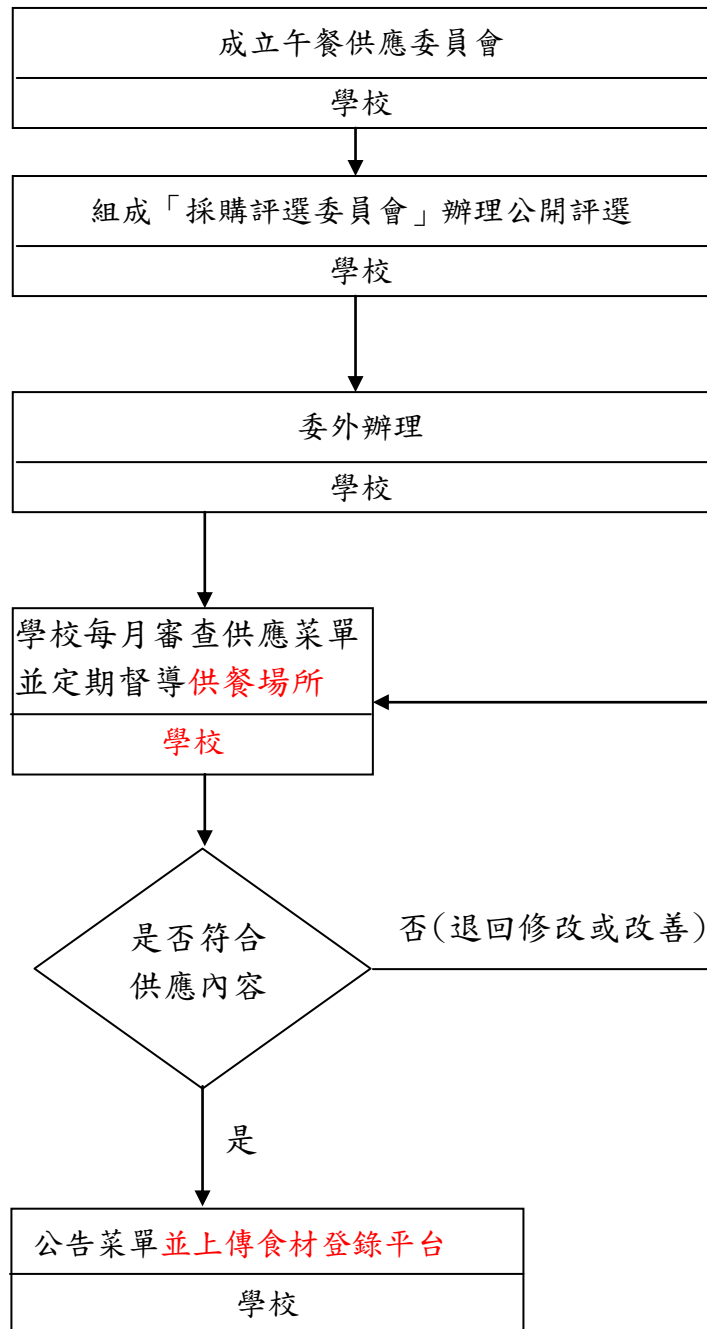 成立午餐供應委員會
學校
組成「採購評選委員會」辦理公開評選
學校
委外辦理
學校
學校每月審查供應菜單
並定期督導供餐場所
學校
是否符合
供應內容
否(退回修改或改善)
是
公告菜單並上傳食材登錄平台
學校